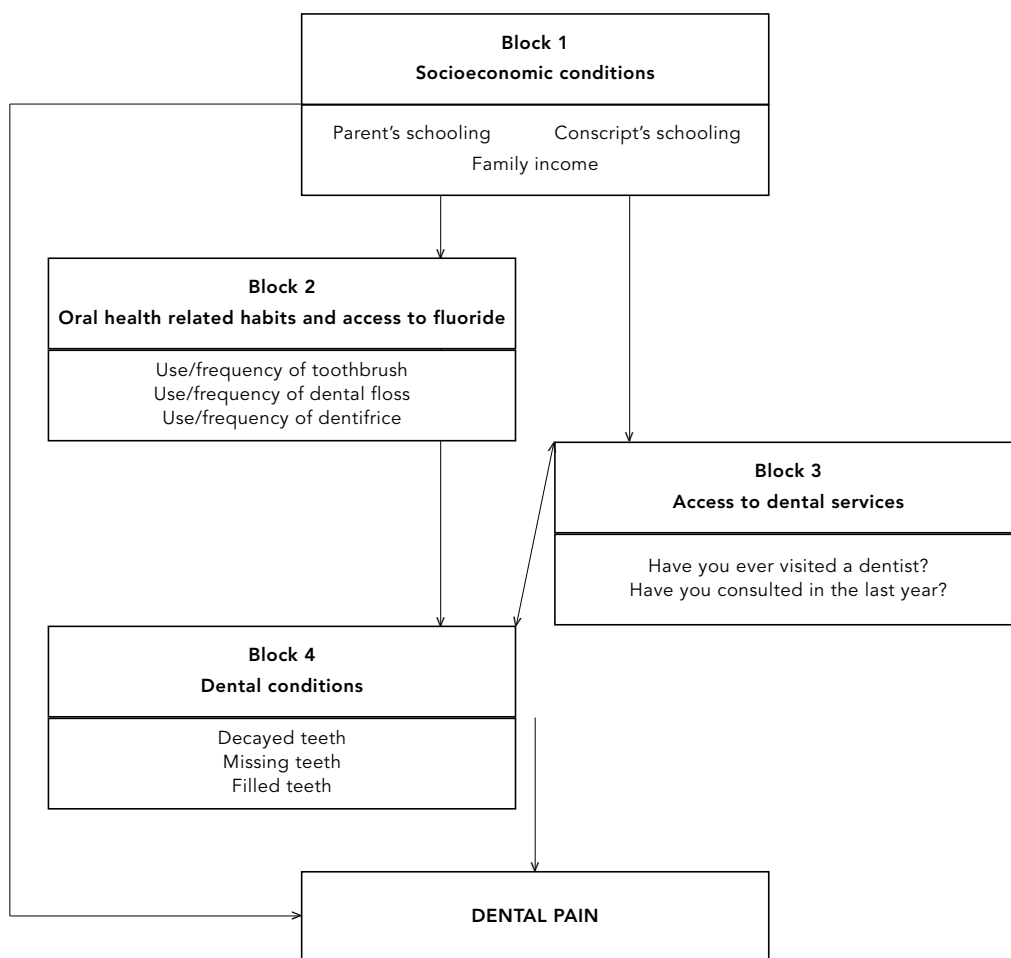 Block 1
Socioeconomic conditions
Parent's schooling Conscript's schooling
Family income
Block 2
Oral health related habits and access to fluoride
Use/frequency of toothbrush
Use/frequency of dental floss
Use/frequency of dentifrice
Block 3
Access to dental services
Have you ever visited a dentist?
Have you consulted in the last year?
Block 4
Dental conditions
Decayed teeth
Missing teeth
Filled teeth
DENTAL PAIN